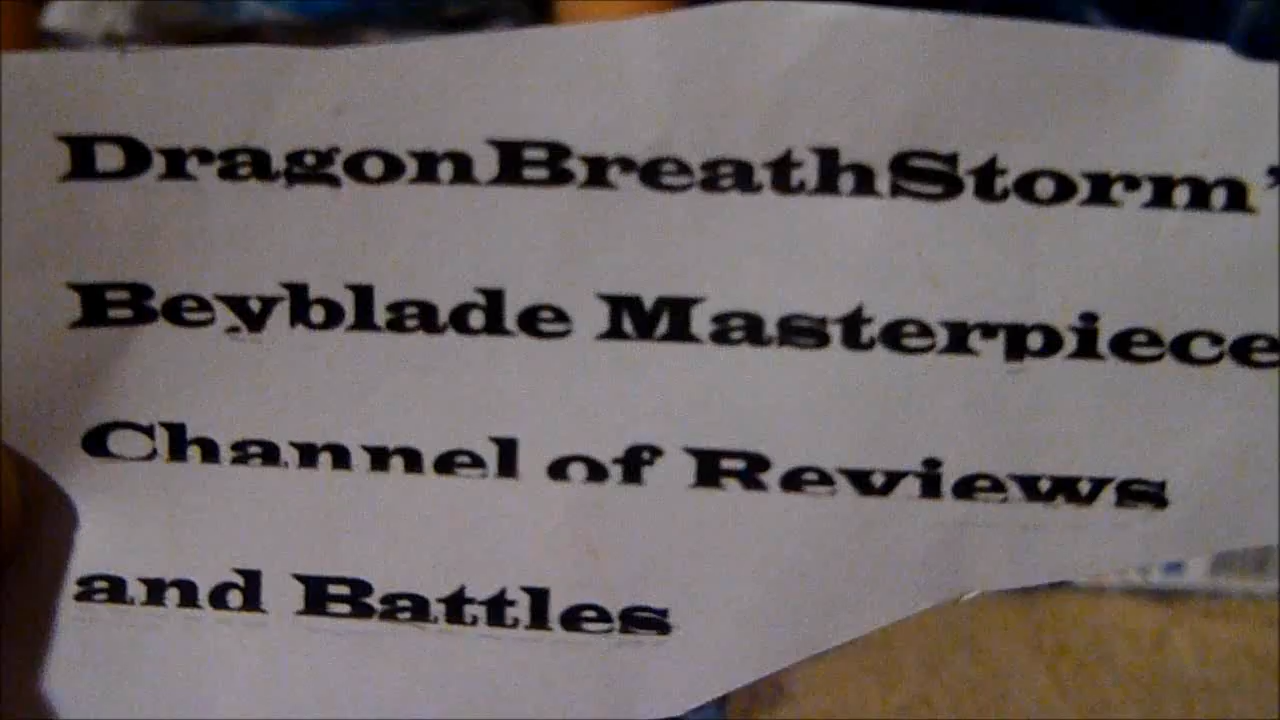 DragonBreathStorm'
Beyblade Masterpiece
Channel of Reviews
and Battles